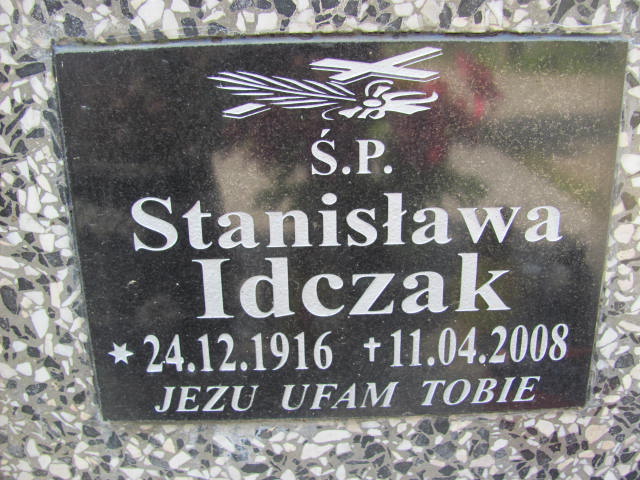 Ś.P.
Stanisława
Idczak
* 24.12.1916 † 11.04.2008
JEZU UFAM TOBIE